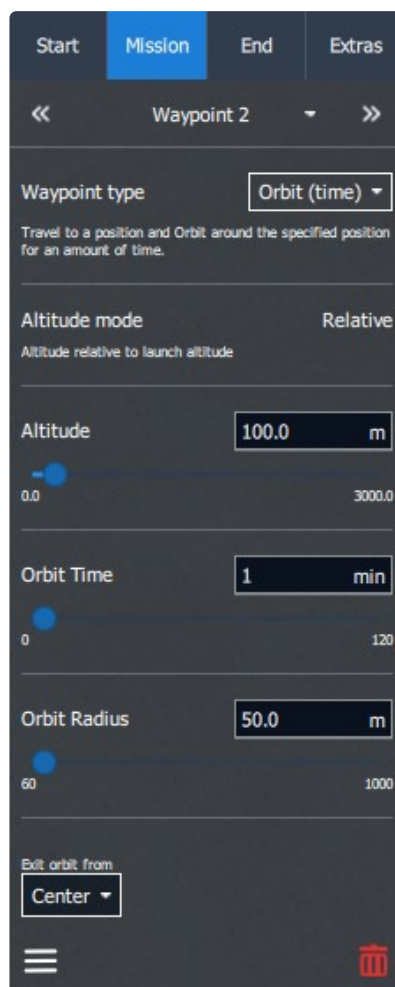 Start Mission End Extras
« Waypoint 2 »
Waypoint type Orbit (time)
Travel to a position and Orbit around the specified position
for an amount of time.
Altitude mode Relative
Altitude relative to launch altitude
Altitude 100.0 m
0.0 3000.0
Orbit Time 1 min
0 120
Orbit Radius 50.0 m
60 1000
Exit orbit from
Center